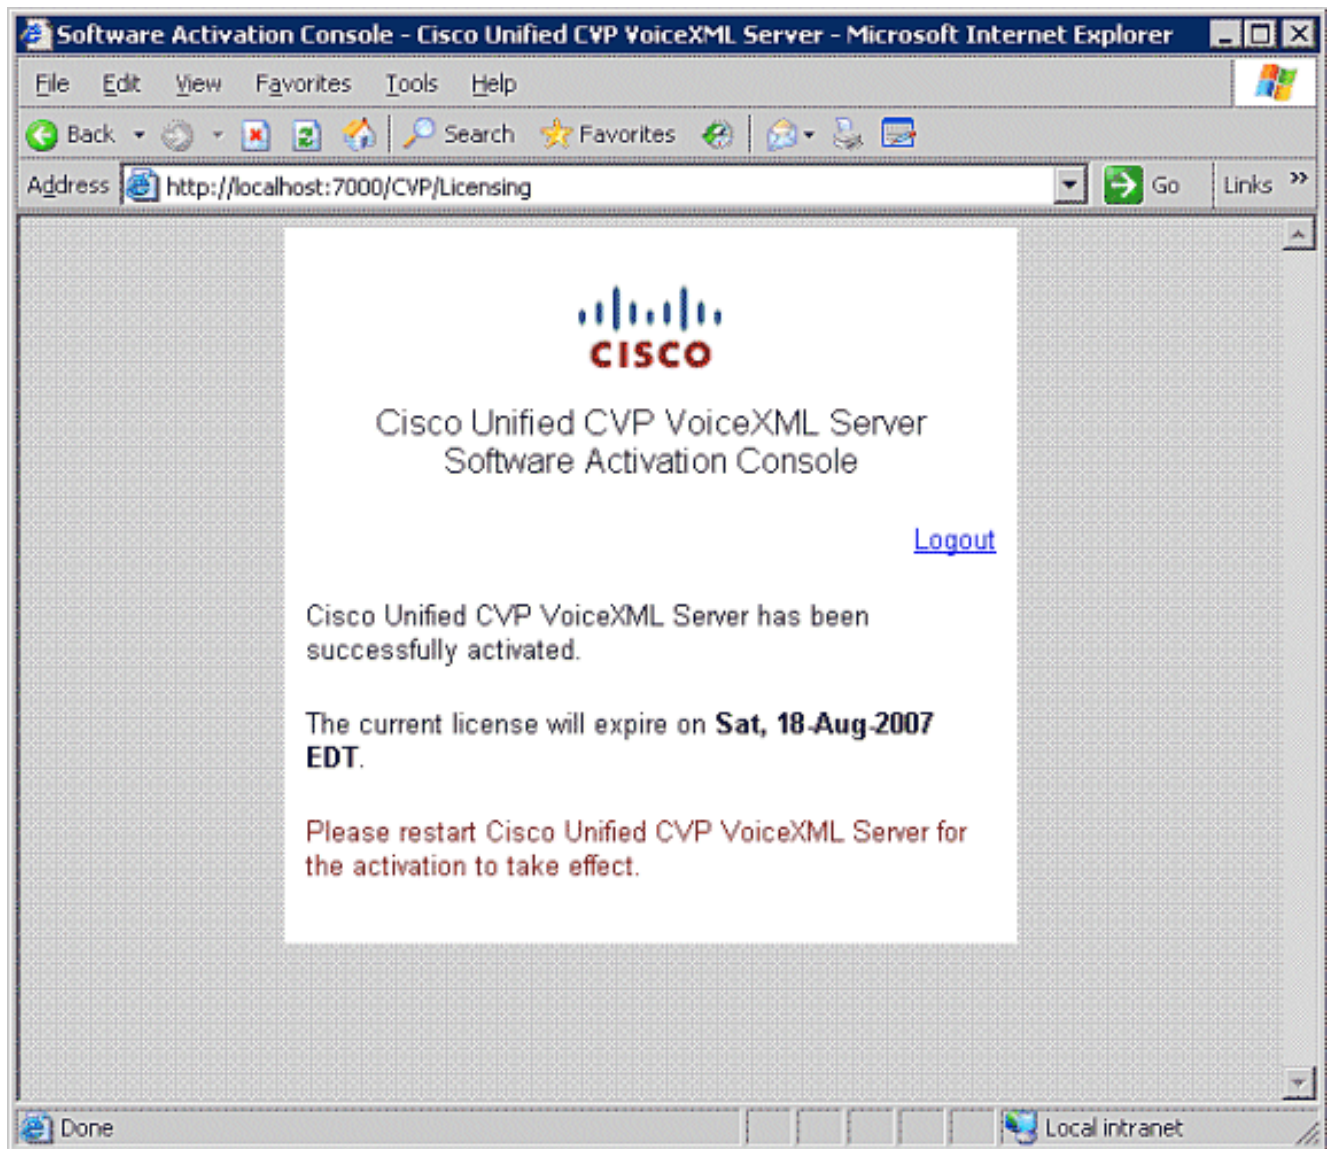 Software Activation Console - Cisco Unified CVP VoiceXML Server - Microsoft Internet Explorer
File Edit View Favorites Tools Help
Back Search Favorites
Address http://localhost:7000/CVP/Licensing Go Links »
CISCO
Cisco Unified CVP VoiceXML Server
Software Activation Console
Logout
Cisco Unified CVP VoiceXML Server has been
successfully activated.
The current license will expire on Sat, 18-Aug-2007
EDT.
Please restart Cisco Unified CVP VoiceXML Server for
the activation to take effect.
Done Local intranet